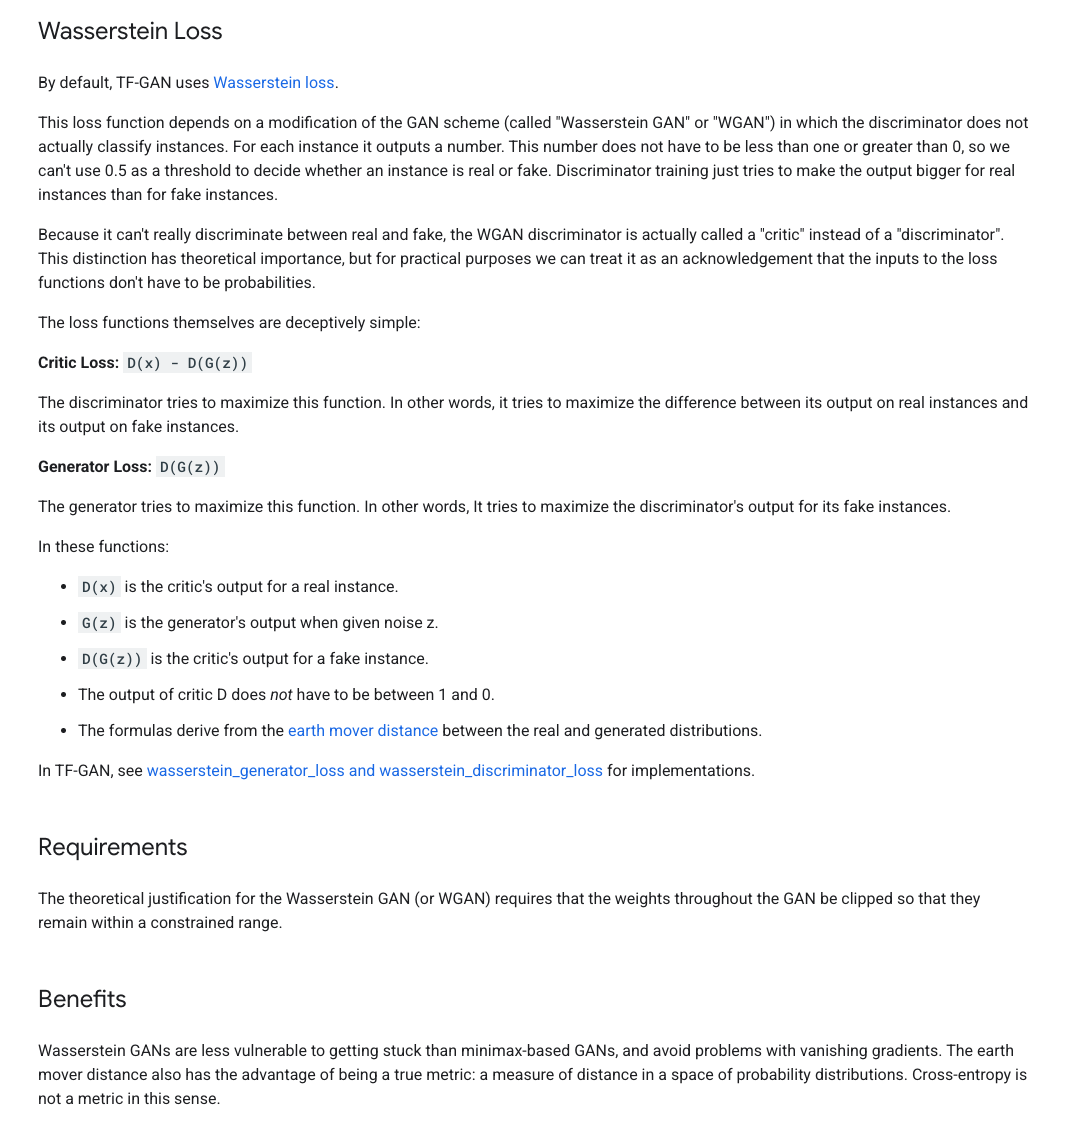 Wasserstein Loss
By default, TF-GAN uses Wasserstein loss.
This loss function depends on a modification of the GAN scheme (called "Wasserstein GAN" or "WGAN") in which the discriminator does not
actually classify instances. For each instance it outputs a number. This number does not have to be less than one or greater than 0, so we
can't use 0.5 as a threshold to decide whether an instance is real or fake. Discriminator training just tries to make the output bigger for real
instances than for fake instances.
Because it can't really discriminate between real and fake, the WGAN discriminator is actually called a "critic" instead of a "discriminator".
This distinction has theoretical importance, but for practical purposes we can treat it as an acknowledgement that the inputs to the loss
functions don't have to be probabilities.
The loss functions themselves are deceptively simple:
Critic Loss: D(x) - D(G(z))
The discriminator tries to maximize this function. In other words, it tries to maximize the difference between its output on real instances and
its output on fake instances.
Generator Loss: D(G(z))
The generator tries to maximize this function. In other words, It tries to maximize the discriminator's output for its fake instances.
In these functions:
• D(x) is the critic's output for a real instance.
• G(z) is the generator's output when given noise z.
• D(G(z)) is the critic's output for a fake instance.
• The output of critic D does not have to be between 1 and 0.
• The formulas derive from the earth mover distance between the real and generated distributions.
In TF-GAN, see wasserstein_generator_loss and wasserstein_discriminator_loss for implementations.
Requirements
The theoretical justification for the Wasserstein GAN (or WGAN) requires that the weights throughout the GAN be clipped so that they
remain within a constrained range.
Benefits
Wasserstein GANs are less vulnerable to getting stuck than minimax-based GANs, and avoid problems with vanishing gradients. The earth
mover distance also has the advantage of being a true metric: a measure of distance in a space of probability distributions. Cross-entropy is
not a metric in this sense.